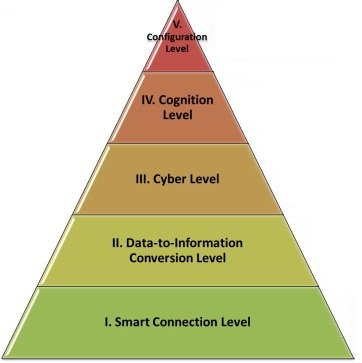 V.
Configuration
Level
IV. Cognition
Level
III. Cyber Level
II. Data-to-Information
Conversion Level
I. Smart Connection Level